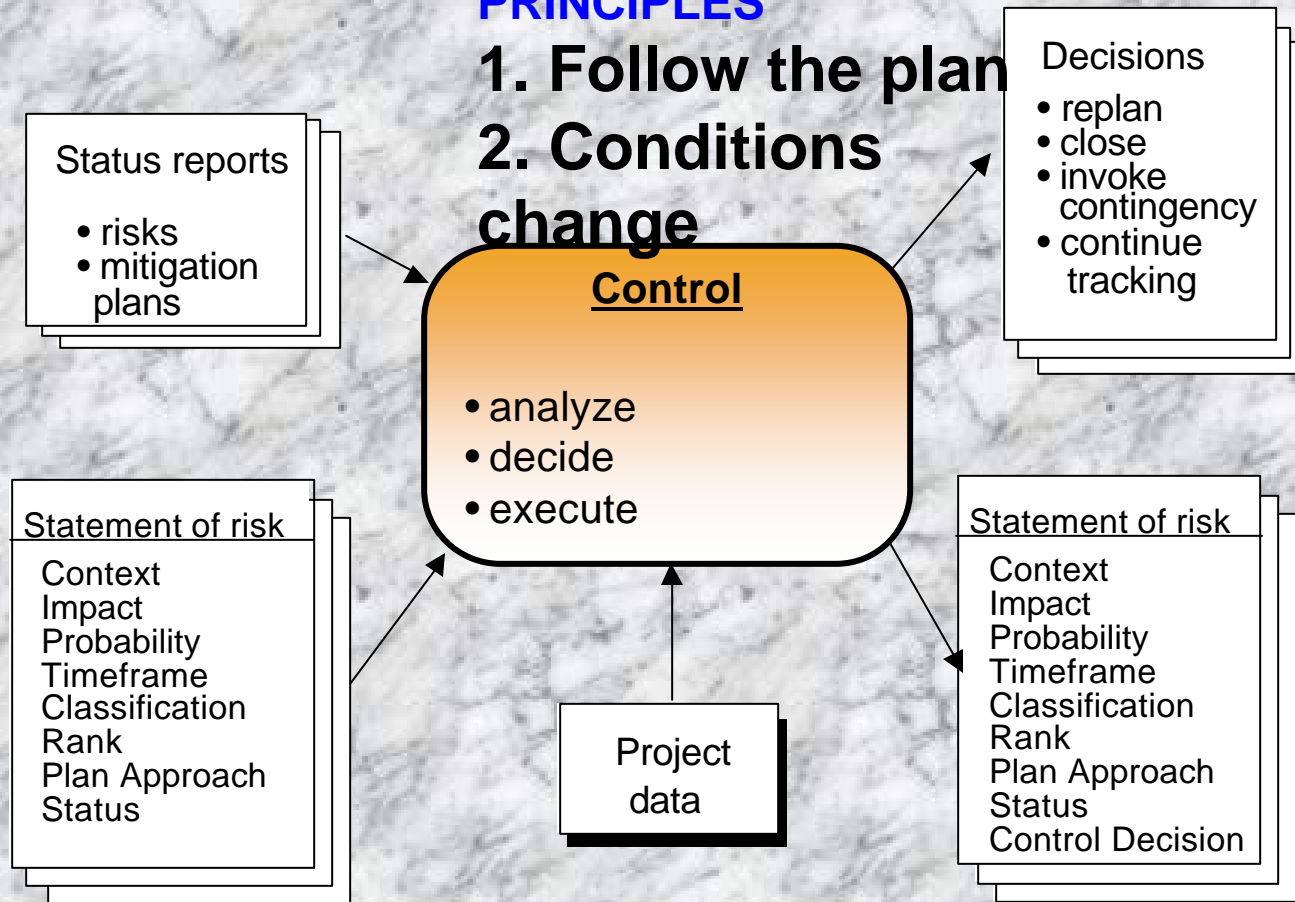 PRINCIPLES
1. Follow the plan
2. Conditions
change
Status reports
• risks
• mitigation
plans
Decisions
• replan
• close
• invoke
contingency
• continue
tracking
Control
• analyze
• decide
• execute
Statement of risk
Context
Impact
Probability
Timeframe
Classification
Rank
Plan Approach
Status
Project
data
Statement of risk
Context
Impact
Probability
Timeframe
Classification
Rank
Plan Approach
Status
Control Decision